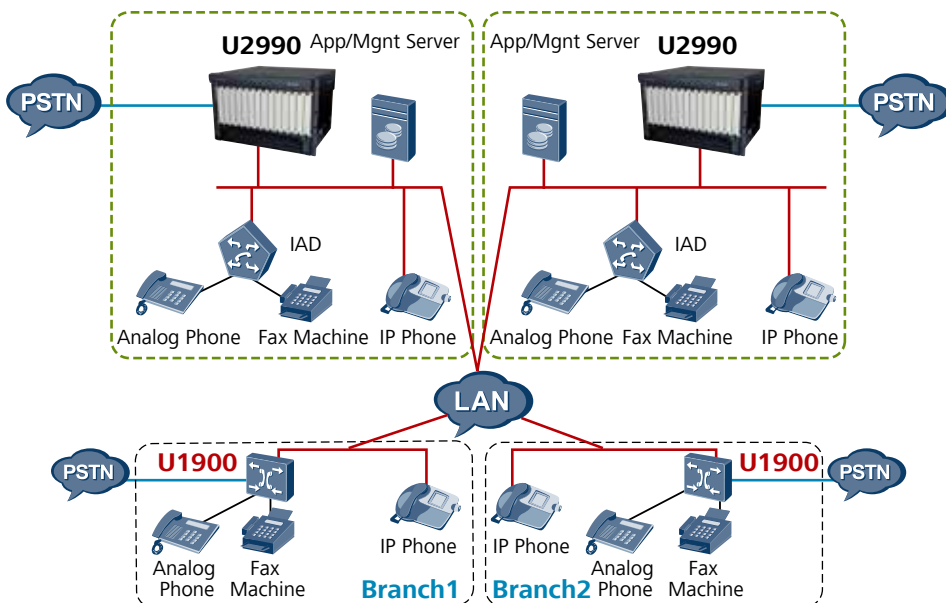 U2990 App/Mgnt Server
App/Mgnt Server U2990
PSTN
PSTN
IAD
IAD
Analog Phone Fax Machine IP Phone
Analog Phone Fax Machine IP Phone
LAN
U1900
U1900
PSTN
PSTN
IP Phone
IP Phone
Analog
Phone
Fax
Machine
Analog
Phone
Fax
Machine
Branch1
Branch2